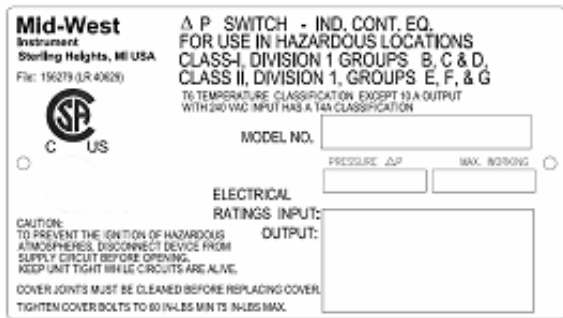 Mid-West
Instrument
Sterling Heights, MI USA
File: 156279 (LR 40629)
SA
C US
Δ P SWITCH - IND. CONT. EQ.
FOR USE IN HAZARDOUS LOCATIONS
CLASS-I, DIVISION 1 GROUPS B, C & D,
CLASS II, DIVISION 1, GROUPS E, F, & G
T6 TEMPERATURE CLASSIFICATION EXCEPT 10 A OUTPUT
WITH 240 VAC INPUT HAS A T4A CLASSIFICATION
MODEL NO.
PRESSURE ΔP MAX. WORKING
ELECTRICAL
RATINGS INPUT:
OUTPUT:
CAUTION:
TO PREVENT THE IGNITION OF HAZARDOUS
ATMOSPHERES, DISCONNECT DEVICE FROM
SUPPLY CIRCUIT BEFORE OPENING.
KEEP UNIT TIGHT WHILE CIRCUITS ARE ALIVE.
COVER JOINTS MUST BE CLEANED BEFORE REPLACING COVER.
TIGHTEN COVER BOLTS TO 60 IN-LBS MIN 75 IN-LBS MAX.